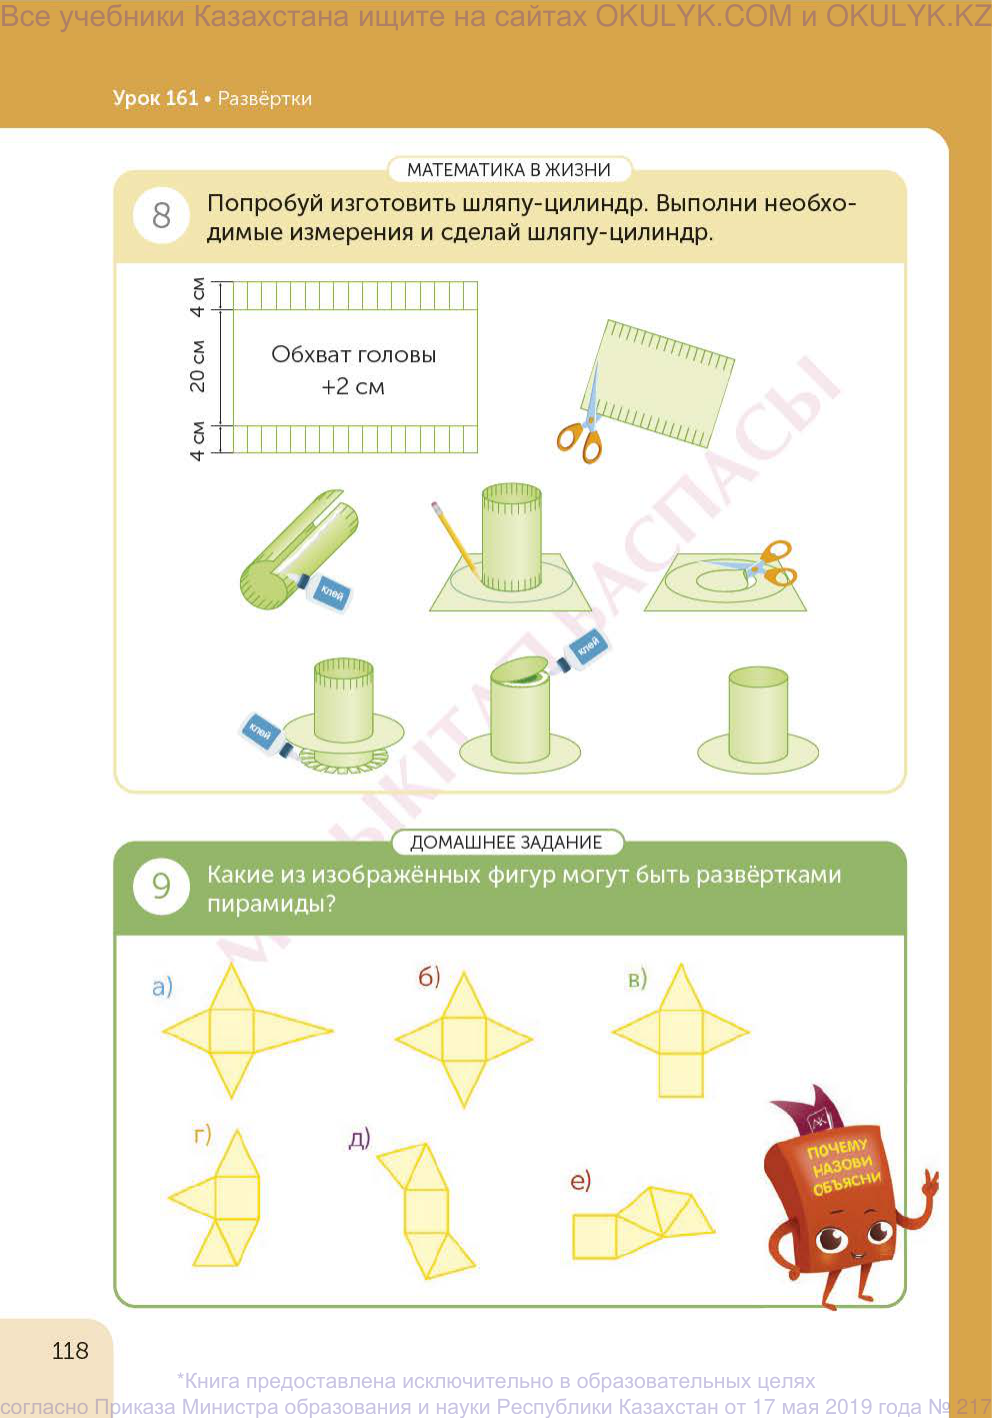 Все учебники Казахстана ищите на сайтах OKULYK.COM и OKULYK.KZ
Урок 161 • Развёртки
МАТЕМАТИКА В ЖИЗНИ
8
Попробуй изготовить шляпу-цилиндр. Выполни необхо-
димые измерения и сделай шляпу-цилиндр.
4 см
20 см
4 см
Обхват головы
+2 см
клей
клей
клей
ДОМАШНЕЕ ЗАДАНИЕ
9
Какие из изображённых фигур могут быть развёртками
пирамиды?
а)
б)
в)
г)
д)
е)
ПОЧЕМУ
НАЗОВИ
ОБЪЯСНИ
118
*Книга предоставлена исключительно в образовательных целях
согласно Приказа Министра образования и науки Республики Казахстан от 17 мая 2019 года № 217